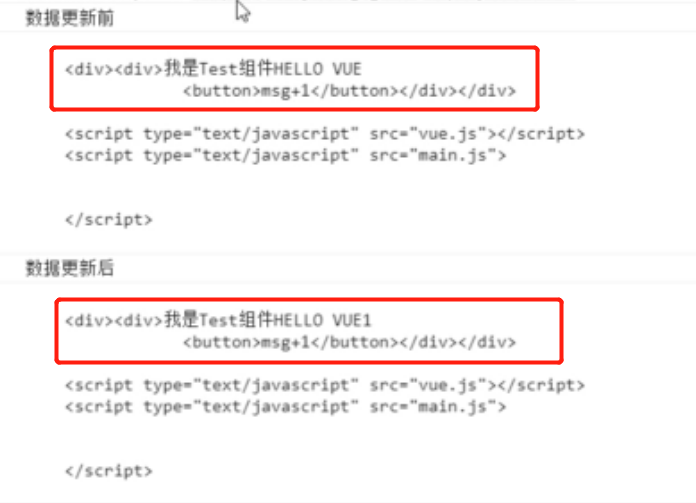 数据更新前
<div><div>我是Test组件HELLO VUE
<button>msg+1</button></div></div>
<script type="text/javascript" src="vue.js"></script>
<script type="text/javascript" src="main.js">
</script>
数据更新后
<div><div>我是Test组件HELLO VUE1
<button>msg+1</button></div></div>
<script type="text/javascript" src="vue.js"></script>
<script type="text/javascript" src="main.js">
</script>